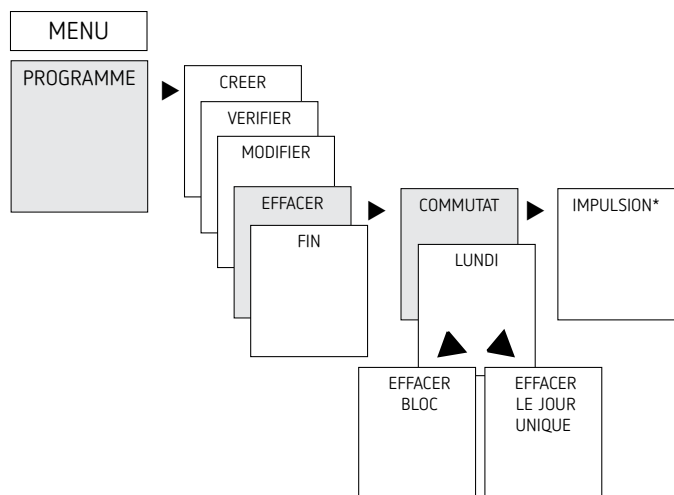 MENU
PROGRAMME
CREER
VERIFIER
MODIFIER
EFFACER
FIN
COMMUTAT
LUNDI
IMPULSION*
EFFACER
BLOC
EFFACER
LE JOUR
UNIQUE